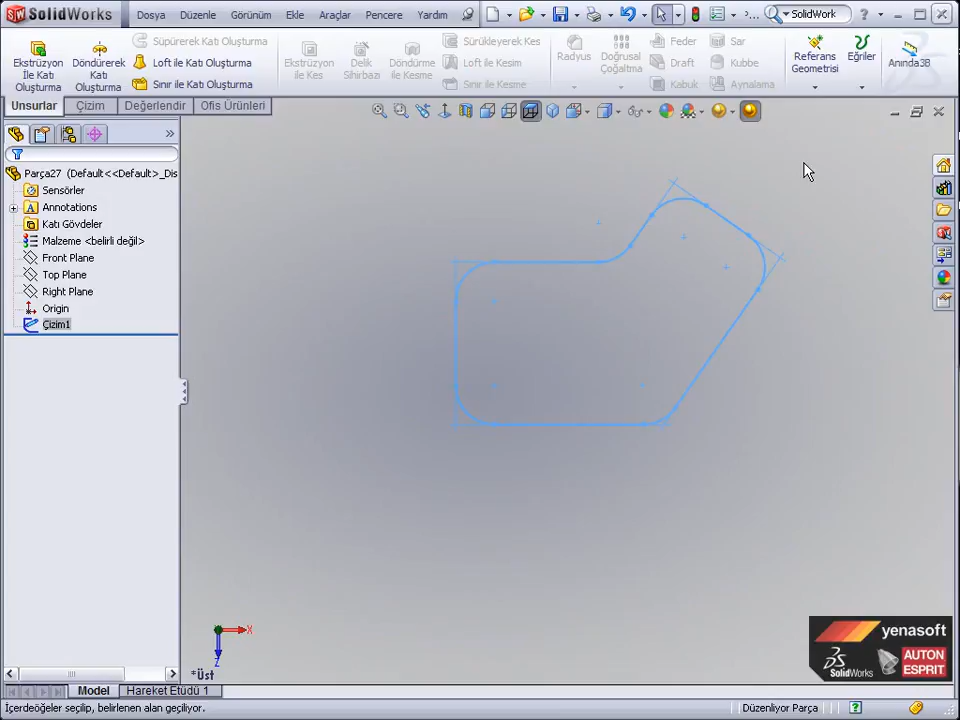 SolidWorks
Dosya Düzenle Görünüm Ekle Araçlar Pencere Yardım
SolidWork
Ekstrüzyon İle Katı Oluşturma
Döndürerek Katı Oluşturma
Süpürerek Katı Oluşturma
Loft ile Katı Oluşturma
Sınır ile Katı Oluşturma
Ekstrüzyon ile Kes
Delik Sihirbazı
Döndürme ile Kesme
Sürükleyerek Kes
Loft ile Kesim
Sınır ile Kesme
Radyus
Doğrusal Çoğaltma
Feder
Draft
Kabuk
Sar
Kubbe
Aynalama
Referans Geometrisi
Eğriler
Anında3B
Unsurlar Çizim Değerlendir Ofis Ürünleri
Parça27 (Default<<Default>_Dis
Sensörler
Annotations
Katı Gövdeler
Malzeme <belirli değil>
Front Plane
Top Plane
Right Plane
Origin
Çizim1
X
Z
*Üst
yenasoft
SolidWorks
AUTON
ESPRIT
Model Hareket Etüdü 1
İçerdeöğeler seçilip, belirlenen alan geçiliyor.
Düzenliyor Parça